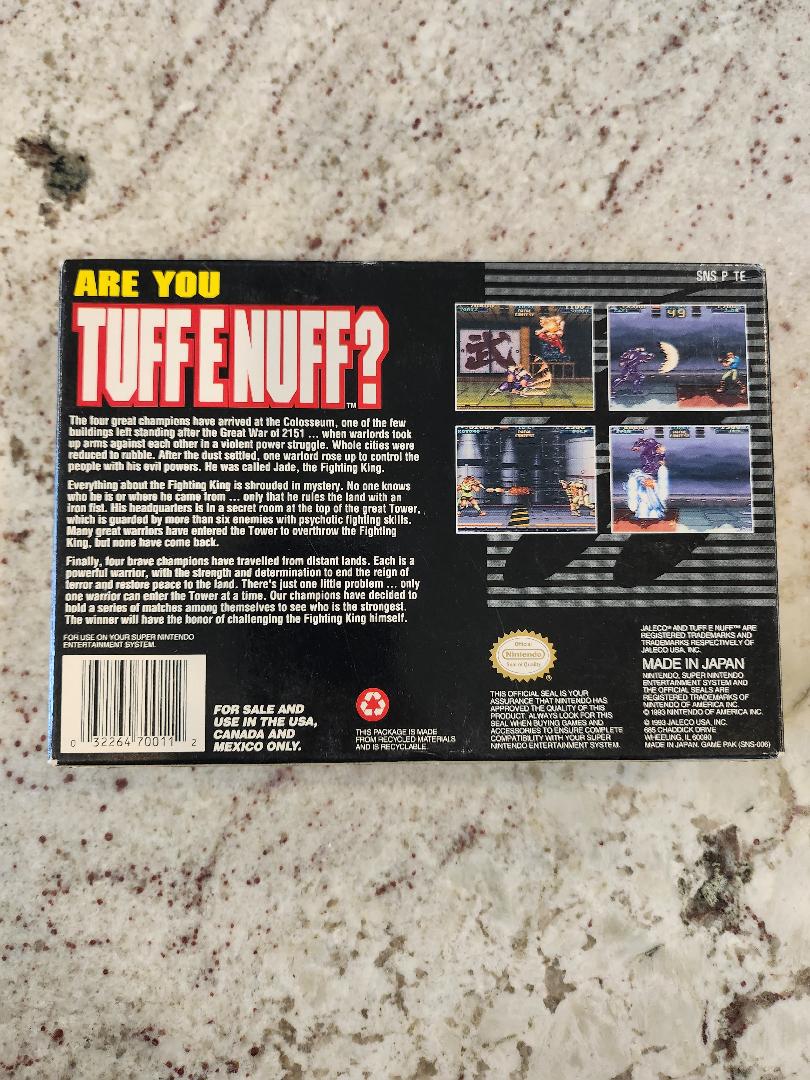 ARE YOU
TUFF E NUFF?
TM
The four great champions have arrived at the Colosseum, one of the few
buildings left standing after the Great War of 2151 ... when warlords took
up arms against each other in a violent power struggle. Whole cities were
reduced to rubble. After the dust settled, one warlord rose up to control the
people with his evil powers. He was called Jade, the Fighting King.
Everything about the Fighting King is shrouded in mystery. No one knows
who he is or where he came from ... only that he rules the land with an
iron fist. His headquarters is in a secret room at the top of the great Tower,
which is guarded by more than six enemies with psychotic fighting skills.
Many great warriors have entered the Tower to overthrow the Fighting
King, but none have come back.
Finally, four brave champions have travelled from distant lands. Each is a
powerful warrior, with the strength and determination to end the reign of
terror and restore peace to the land. There's just one little problem ... only
one warrior can enter the Tower at a time. Our champions have decided to
hold a series of matches among themselves to see who is the strongest.
The winner will have the honor of challenging the Fighting King himself.
FOR USE ON YOUR SUPER NINTENDO
ENTERTAINMENT SYSTEM.
0 32264 70011 2
FOR SALE AND
USE IN THE USA,
CANADA AND
MEXICO ONLY.
THIS PACKAGE IS MADE
FROM RECYCLED MATERIALS
AND IS RECYCLABLE.
SNS P TE
武
49
Official
Nintendo
Seal of Quality
®
THIS OFFICIAL SEAL IS YOUR
ASSURANCE THAT NINTENDO HAS
APPROVED THE QUALITY OF THIS
PRODUCT. ALWAYS LOOK FOR THIS
SEAL WHEN BUYING GAMES AND
ACCESSORIES TO ENSURE COMPLETE
COMPATIBILITY WITH YOUR SUPER
NINTENDO ENTERTAINMENT SYSTEM.
JALECO® AND TUFF E NUFF™ ARE
REGISTERED TRADEMARKS AND
TRADEMARKS RESPECTIVELY OF
JALECO USA, INC.
MADE IN JAPAN
NINTENDO, SUPER NINTENDO
ENTERTAINMENT SYSTEM AND
THE OFFICIAL SEALS ARE
REGISTERED TRADEMARKS OF
NINTENDO OF AMERICA INC.
© 1993 NINTENDO OF AMERICA INC.
© 1993 JALECO USA, INC.
685 CHADDICK DRIVE
WHEELING, IL 60090
MADE IN JAPAN. GAME PAK (SNS-006)